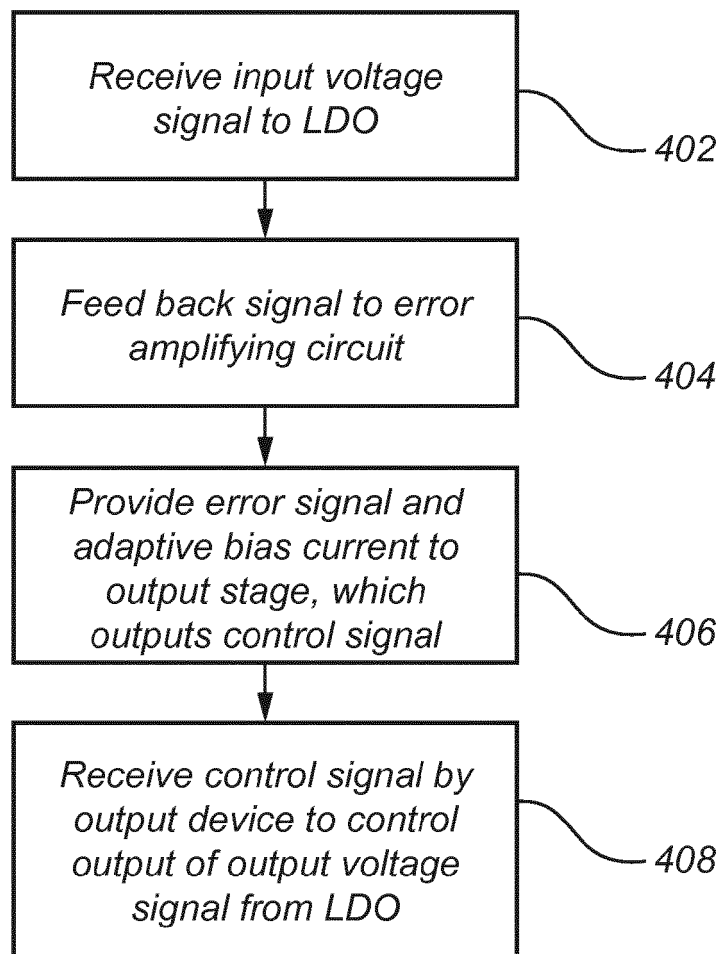 Receive input voltage
signal to LDO
402
Feed back signal to error
amplifying circuit
404
Provide error signal and
adaptive bias current to
output stage, which
outputs control signal
406
Receive control signal by
output device to control
output of output voltage
signal from LDO
408